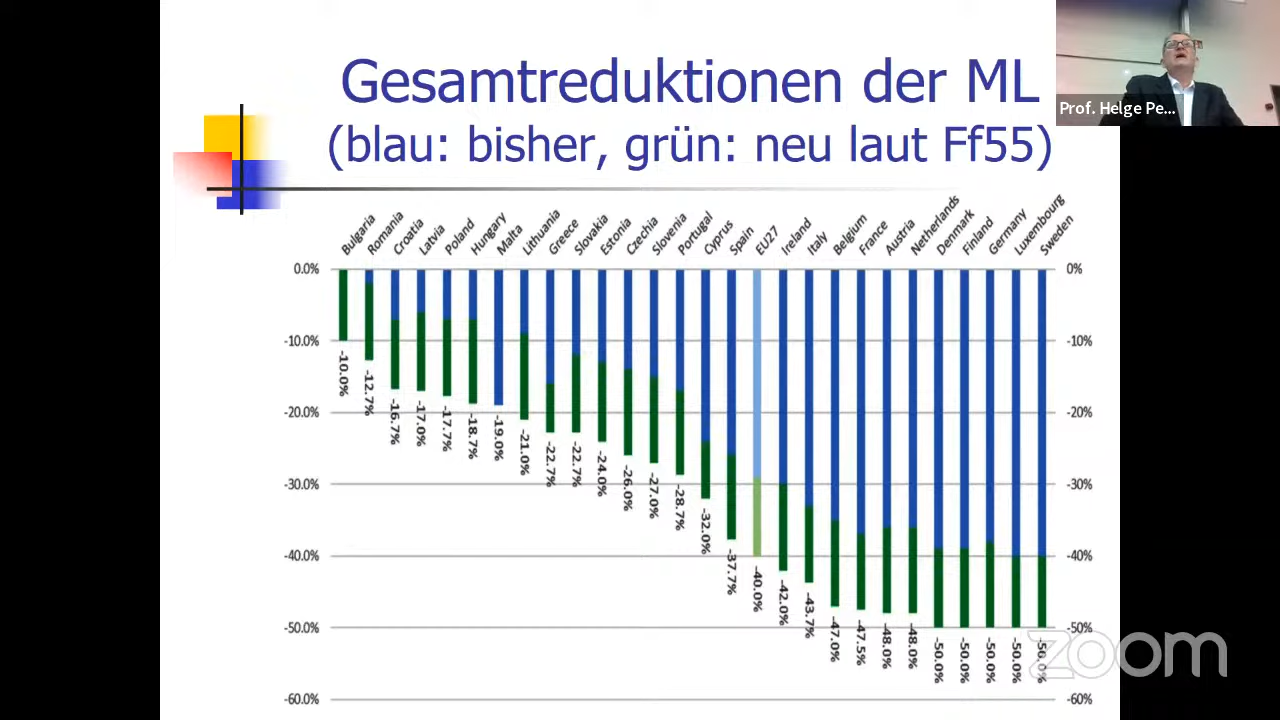 Gesamtreduktionen der ML
(blau: bisher, grün: neu laut Ff55)
Prof. Helge Pe...
Bulgaria
Romania
Croatia
Latvia
Poland
Hungary
Malta
Lithuania
Greece
Slovakia
Estonia
Czechia
Slovenia
Portugal
Cyprus
Spain
EU27
Ireland
Italy
Belgium
France
Austria
Netherlands
Denmark
Finland
Germany
Luxembourg
Sweden
0.0%
-10.0%
-20.0%
-30.0%
-40.0%
-50.0%
-60.0%
0%
-10%
-20%
-30%
-40%
-50%
-60%
-10.0%
-12.7%
-16.7%
-17.0%
-17.7%
-18.7%
-19.0%
-21.0%
-22.7%
-22.7%
-24.0%
-26.0%
-27.0%
-28.7%
-32.0%
-37.7%
-40.0%
-42.0%
-43.7%
-47.0%
-47.5%
-48.0%
-48.0%
-50.0%
-50.0%
-50.0%
-50.0%
-50.0%
zoom